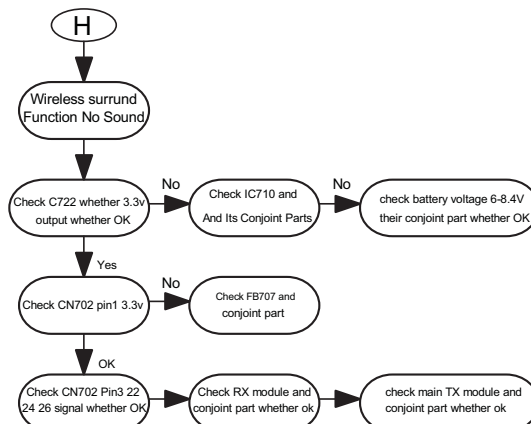 H
Wireless surrund
Function No Sound
Check C722 whether 3.3v
output whether OK
No
Check IC710 and
And Its Conjoint Parts
No
check battery voltage 6-8.4V
their conjoint part whether OK
Yes
Check CN702 pin1 3.3v
No
Check FB707 and
conjoint part
OK
Check CN702 Pin3 22
24 26 signal whether OK
Check RX module and
conjoint part whether ok
check main TX module and
conjoint part whether ok